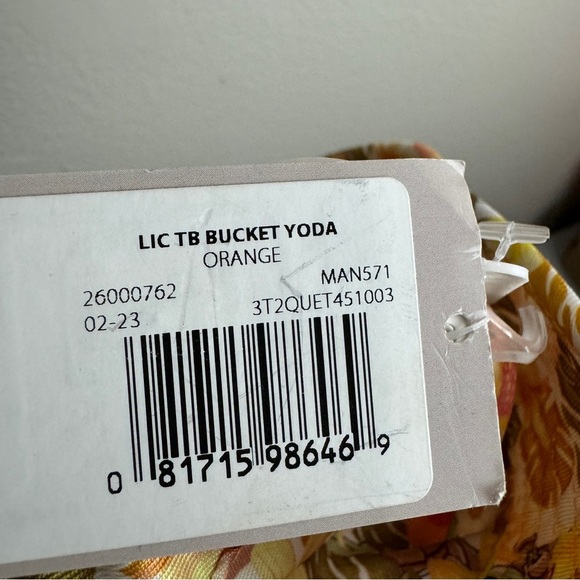 LIC TB BUCKET YODA
ORANGE
26000762 MAN571
02-23 3T2QUET451003
0 81715 98646 9